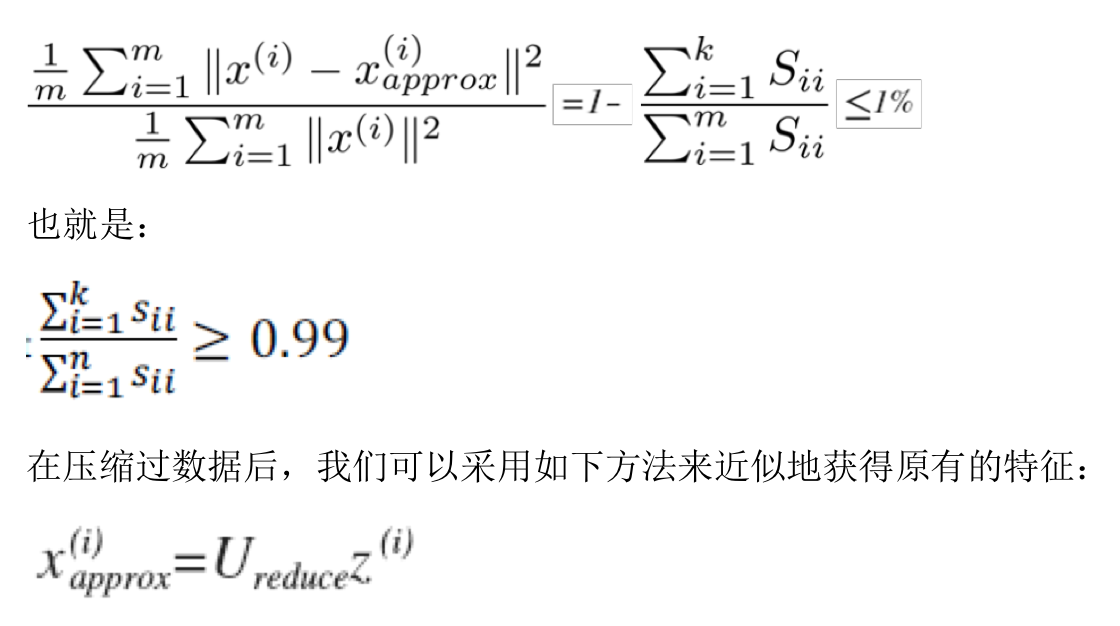 $\frac{\frac{1}{m}\sum_{i=1}^{m}\|x^{(i)}-x_{approx}^{(i)}\|^2}{\frac{1}{m}\sum_{i=1}^{m}\|x^{(i)}\|^2}=1-\frac{\sum_{i=1}^{k}S_{ii}}{\sum_{i=1}^{m}S_{ii}}\leq 1\%$
也就是：
$\frac{\sum_{i=1}^{k}s_{ii}}{\sum_{i=1}^{n}s_{ii}}\geq 0.99$
在压缩过数据后，我们可以采用如下方法来近似地获得原有的特征：
$x_{approx}^{(i)}=U_{reduce}z^{(i)}$